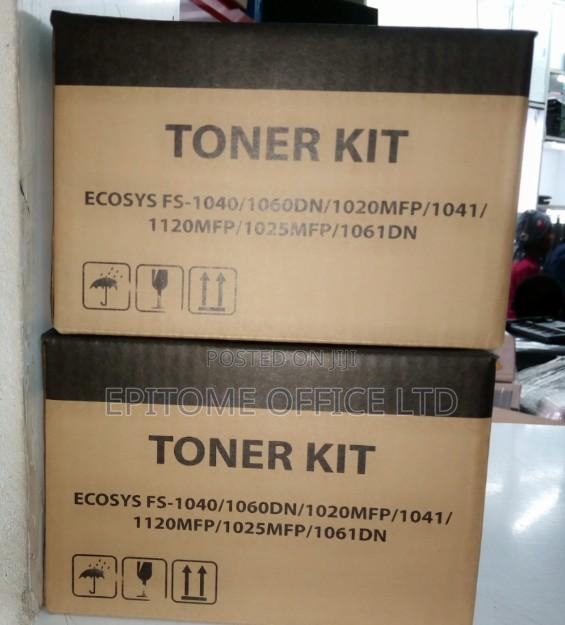 TONER KIT
ECOSYS FS-1040/1060DN/1020MFP/1041/
1120MFP/1025MFP/1061DN
POSTED ON JIJI
EPITOME OFFICE LTD
TONER KIT
ECOSYS FS-1040/1060DN/1020MFP/1041/
1120MFP/1025MFP/1061DN